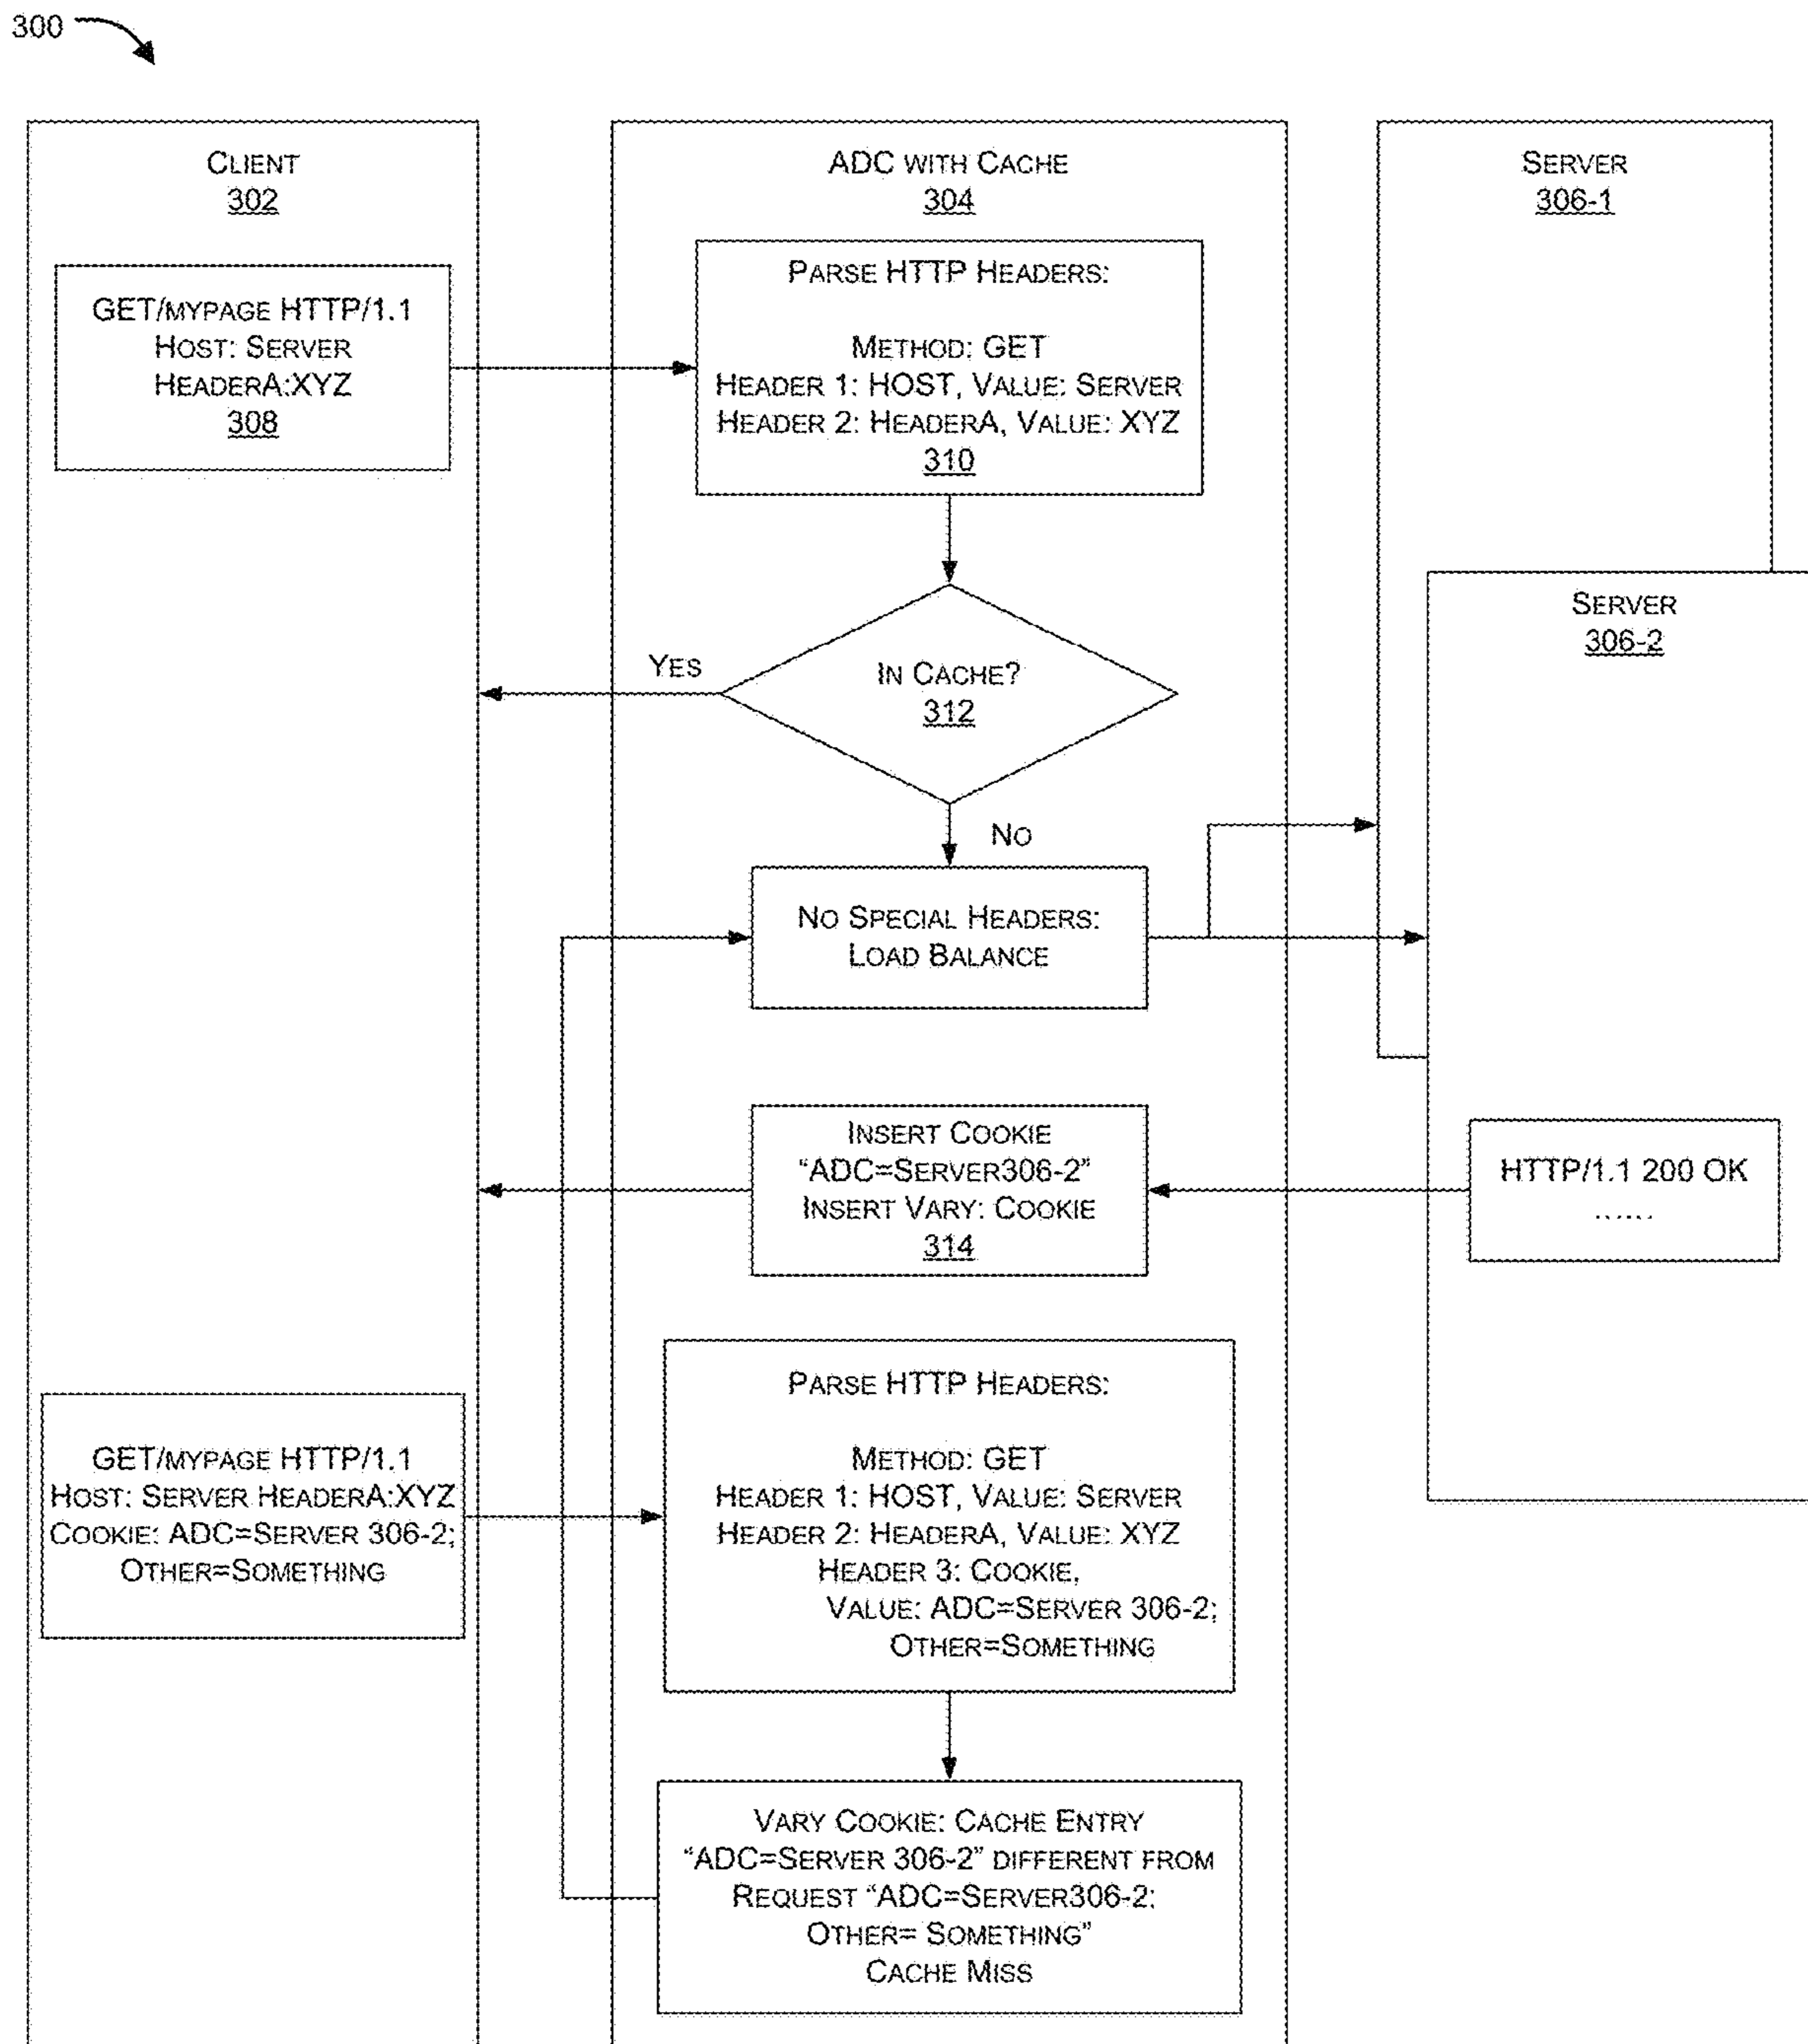 300
CLIENT
302
GET/MYPAGE HTTP/1.1
HOST: SERVER
HEADERA:XYZ
308
ADC WITH CACHE
304
PARSE HTTP HEADERS:
METHOD: GET
HEADER 1: HOST, VALUE: SERVER
HEADER 2: HEADERA, VALUE: XYZ
310
SERVER
306-1
SERVER
306-2
YES
IN CACHE?
312
NO
NO SPECIAL HEADERS:
LOAD BALANCE
INSERT COOKIE
“ADC=SERVER306-2”
INSERT VARY: COOKIE
314
HTTP/1.1 200 OK
......
GET/MYPAGE HTTP/1.1
HOST: SERVER HEADERA:XYZ
COOKIE: ADC=SERVER 306-2;
OTHER=SOMETHING
PARSE HTTP HEADERS:
METHOD: GET
HEADER 1: HOST, VALUE: SERVER
HEADER 2: HEADERA, VALUE: XYZ
HEADER 3: COOKIE,
VALUE: ADC=SERVER 306-2;
OTHER=SOMETHING
VARY COOKIE: CACHE ENTRY
“ADC=SERVER 306-2” DIFFERENT FROM
REQUEST “ADC=SERVER306-2;
OTHER= SOMETHING”
CACHE MISS